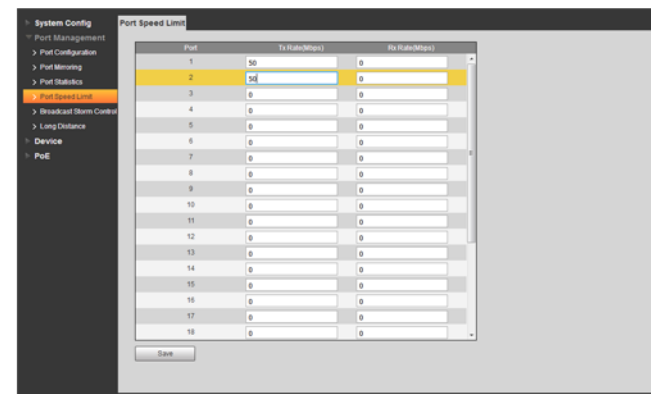 System Config
Port Management
> Port Configuration
> Port Mirroring
> Port Statistics
> Port Speed Limit
> Broadcast Storm Control
> Long Distance
Device
PoE
Port Speed Limit
Port Tx Rate(Mbps) Rx Rate(Mbps)
1 50 0
2 50 0
3 0 0
4 0 0
5 0 0
6 0 0
7 0 0
8 0 0
9 0 0
10 0 0
11 0 0
12 0 0
13 0 0
14 0 0
15 0 0
16 0 0
17 0 0
18 0 0
Save